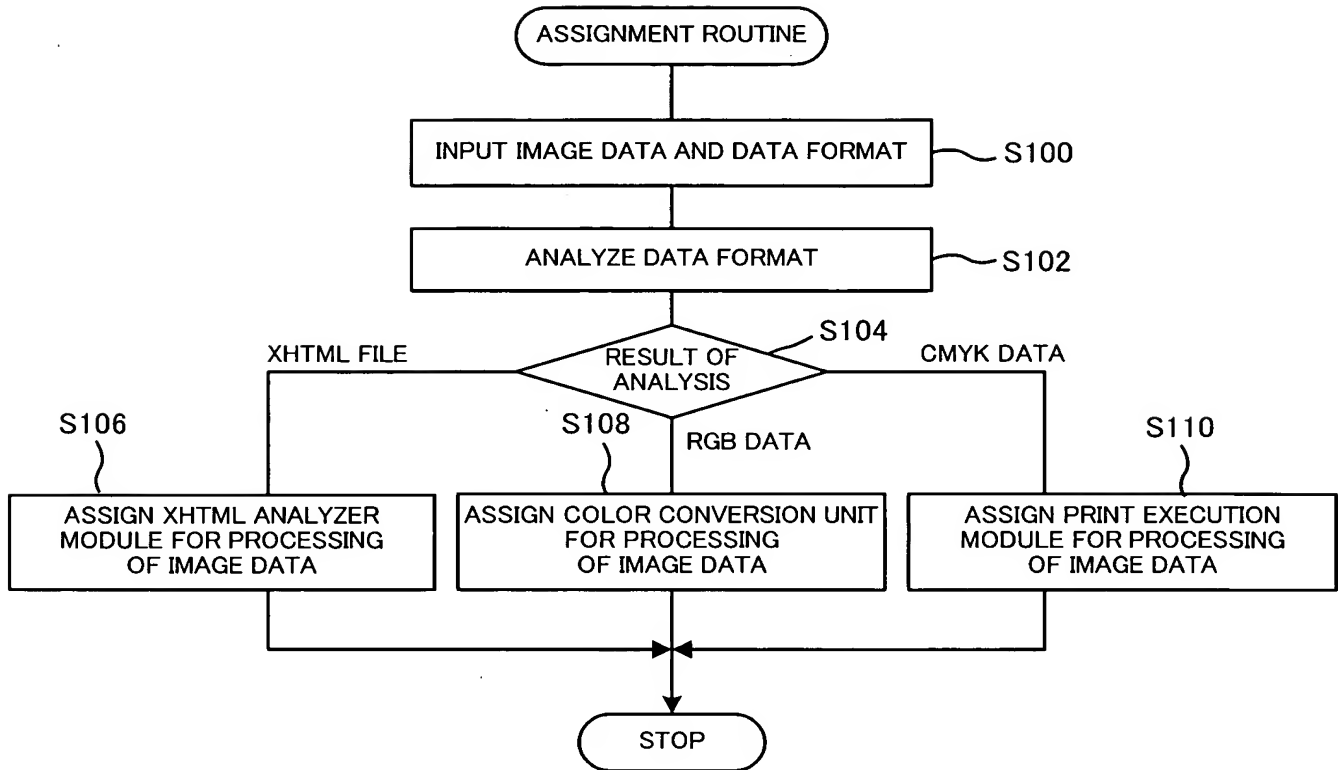 ASSIGNMENT ROUTINE
INPUT IMAGE DATA AND DATA FORMAT
S100
ANALYZE DATA FORMAT
S102
S104
XHTML FILE
RESULT OF
ANALYSIS
CMYK DATA
S106
S108
RGB DATA
S110
ASSIGN XHTML ANALYZER
MODULE FOR PROCESSING
OF IMAGE DATA
ASSIGN COLOR CONVERSION UNIT
FOR PROCESSING
OF IMAGE DATA
ASSIGN PRINT EXECUTION
MODULE FOR PROCESSING
OF IMAGE DATA
STOP